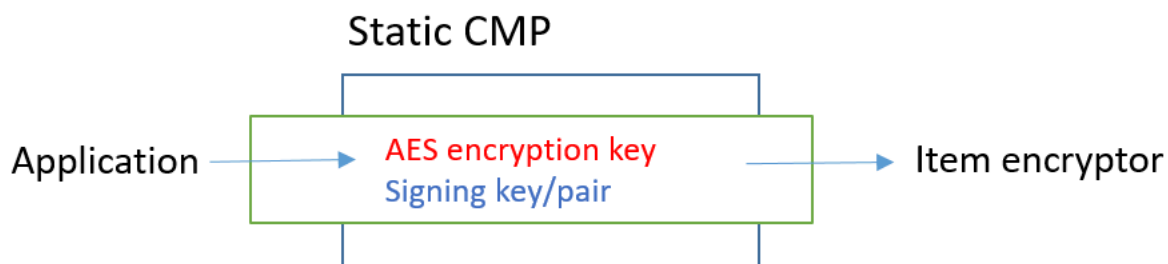 Static CMP
Application
AES encryption key
Signing key/pair
Item encryptor